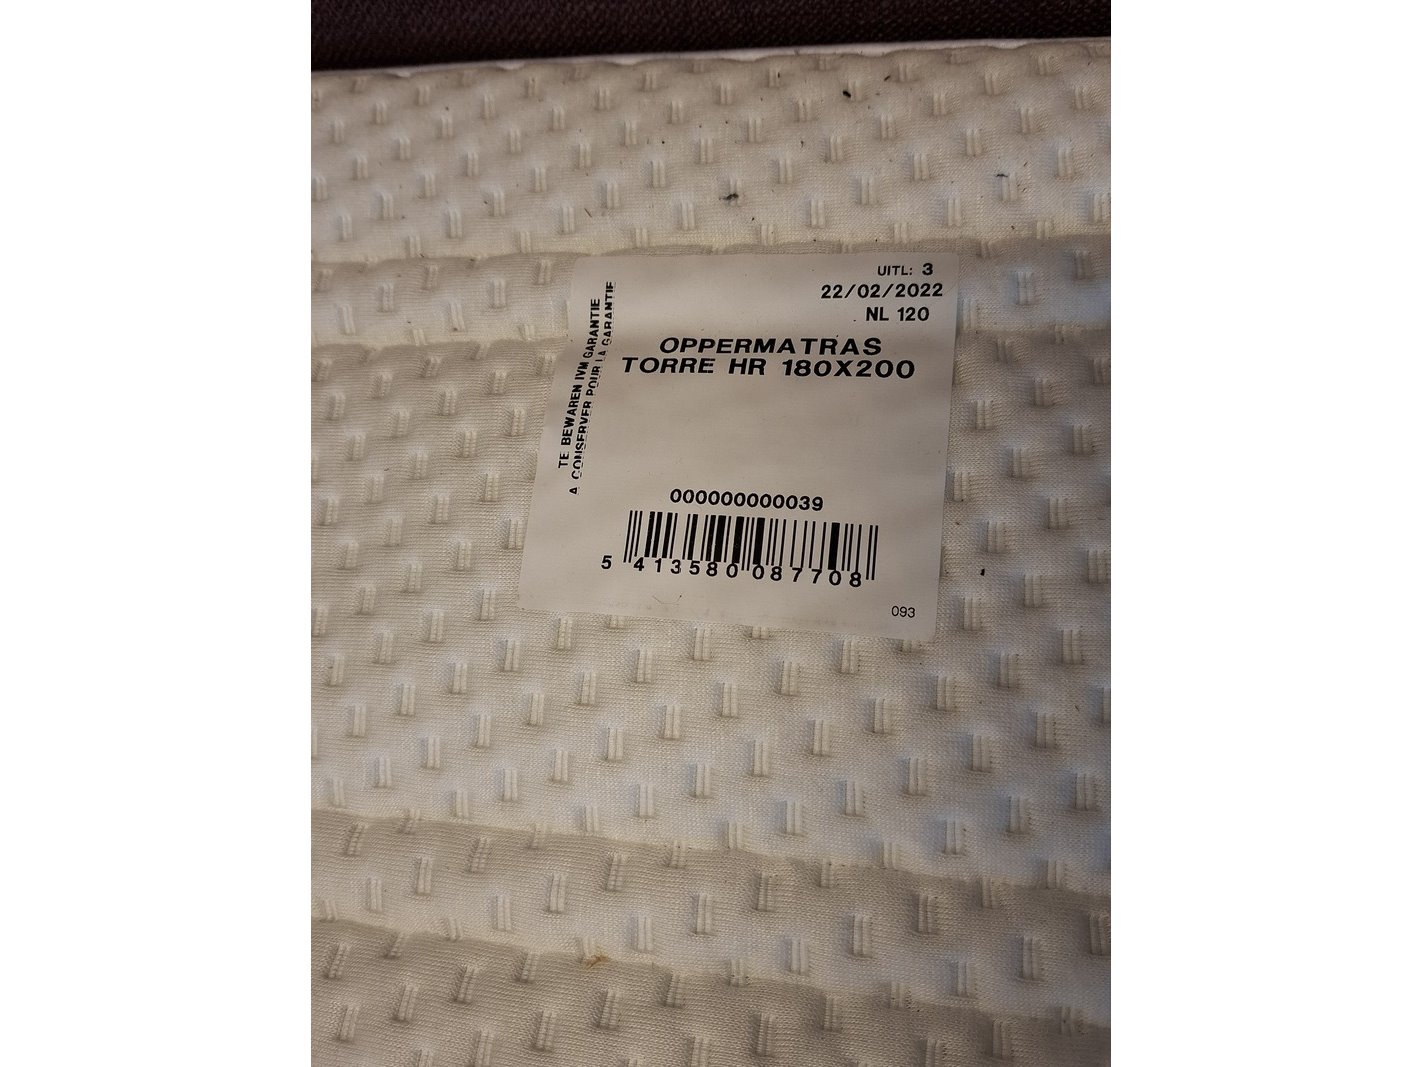 UITL: 3
22/02/2022
NL 120
OPPERMATRAS
TORRE HR 180X200
TE BEWAREN IVM GARANTIE
A CONSERVER POUR LA GARANTIE
000000000039
5 413580 087708
093